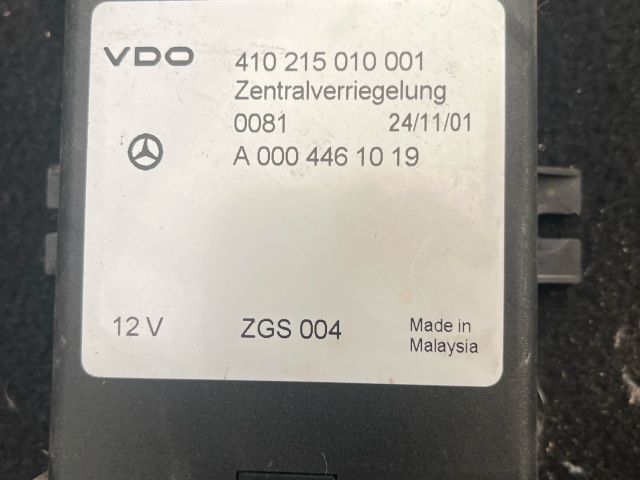 VDO 410 215 010 001
Zentralverriegelung
0081 24/11/01
A 000 446 10 19
12 V ZGS 004 Made in
Malaysia